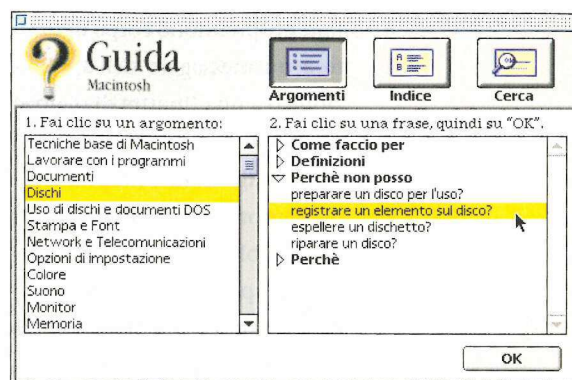 Guida
Macintosh
Argomenti
Indice
Cerca
1. Fai clic su un argomento:
Tecniche base di Macintosh
Lavorare con i programmi
Documenti
Dischi
Uso di dischi e documenti DOS
Stampa e Font
Network e Telecomunicazioni
Opzioni di impostazione
Colore
Suono
Monitor
Memoria
2. Fai clic su una frase, quindi su "OK".
Come faccio per
Definizioni
Perchè non posso
preparare un disco per l'uso?
registrare un elemento sul disco?
espellere un dischetto?
riparare un disco?
Perchè
OK